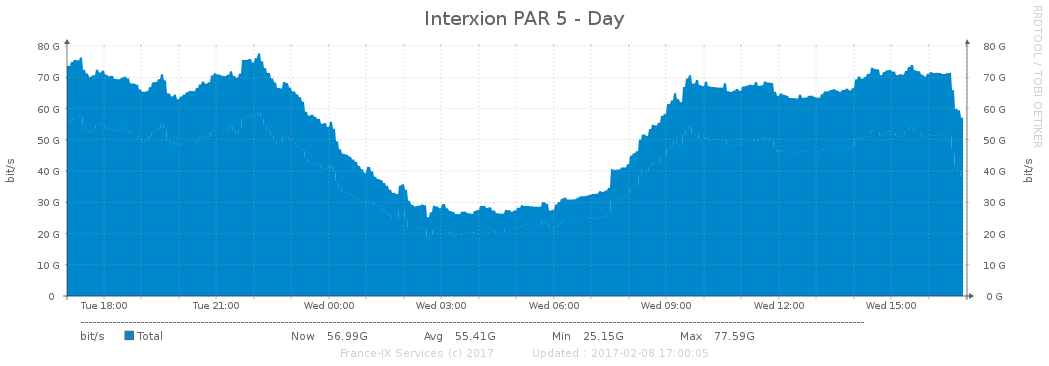 Interxion PAR 5 - Day
RRDTOOL / TOBI OETIKER
80 G 80 G
70 G 70 G
60 G 60 G
50 G 50 G
40 G 40 G
30 G 30 G
20 G 20 G
10 G 10 G
0 0 G
bit/s bit/s
Tue 18:00 Tue 21:00 Wed 00:00 Wed 03:00 Wed 06:00 Wed 09:00 Wed 12:00 Wed 15:00
bit/s Total Now 56.99G Avg 55.41G Min 25.15G Max 77.59G
France-IX Services (c) 2017 Updated : 2017-02-08 17:00:05